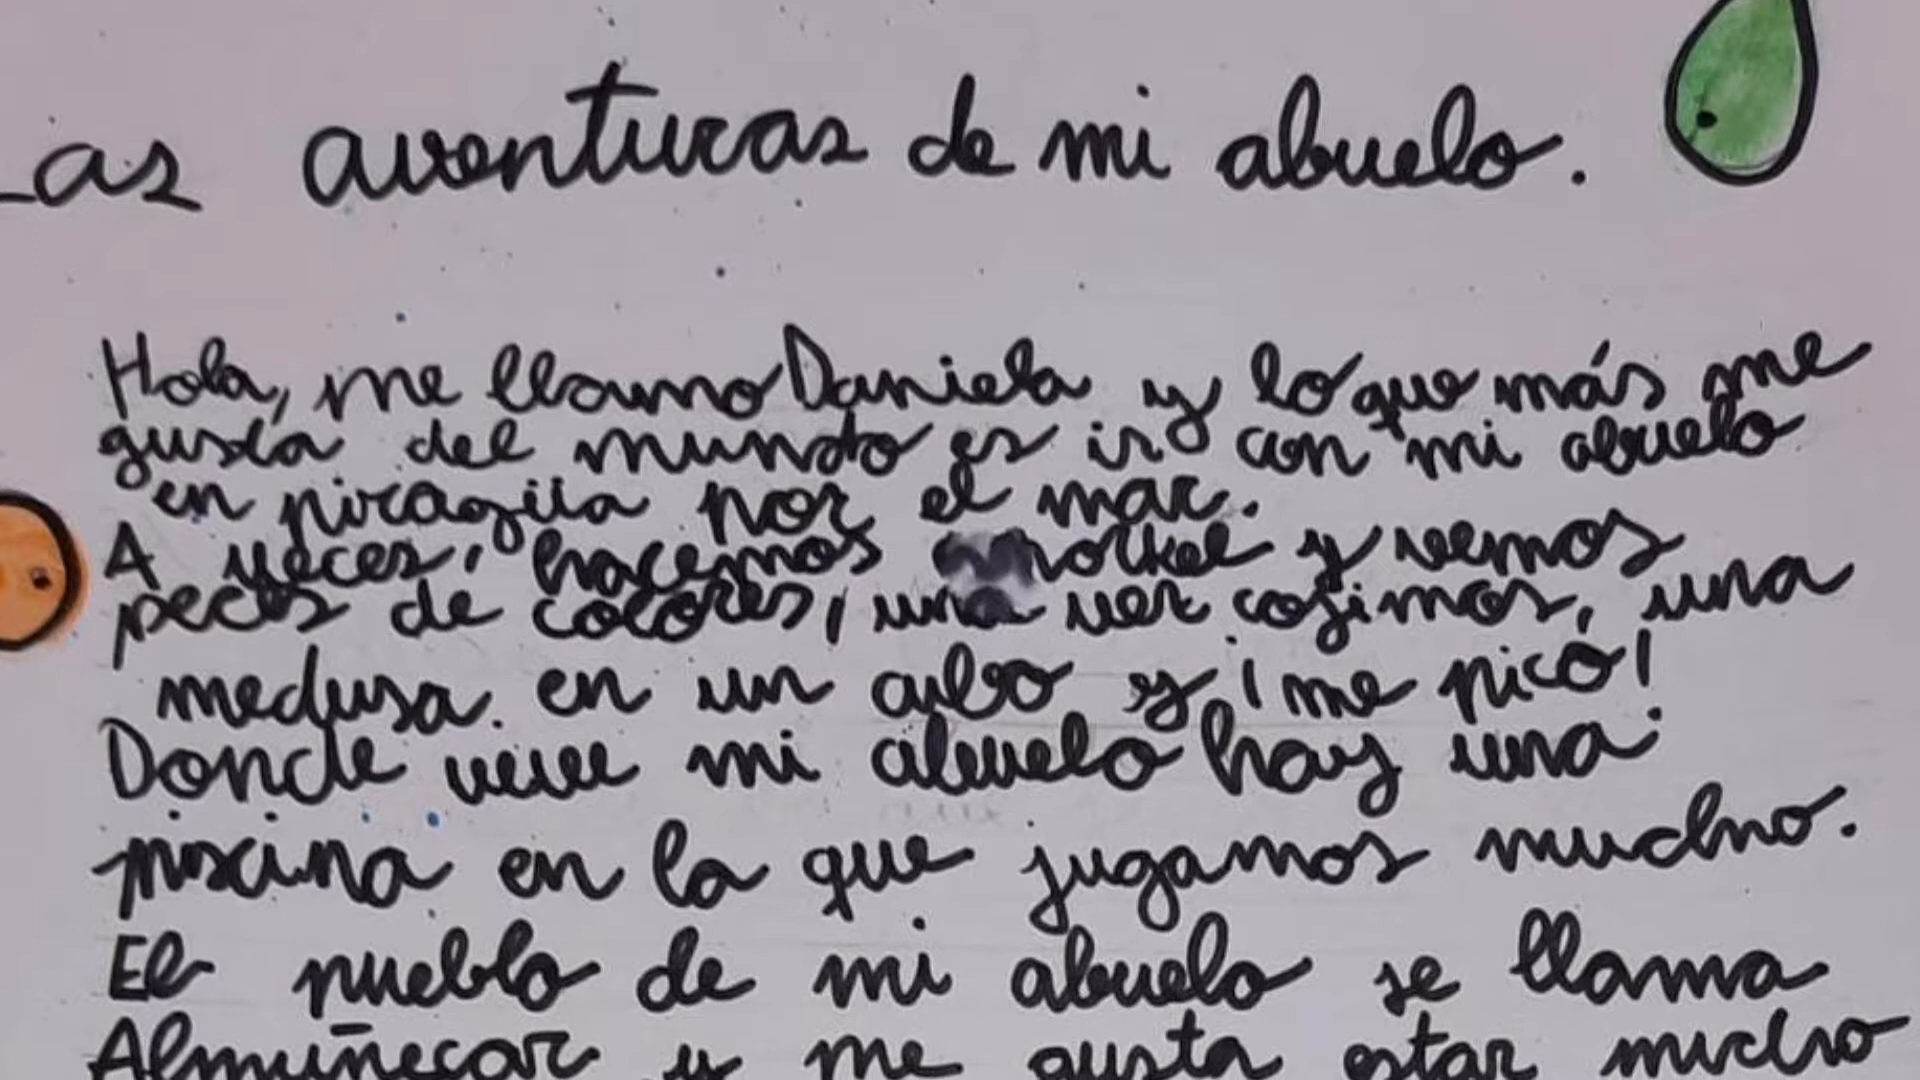 Las aventuras de mi abuelo.
Hola, me llamo Daniela y lo que más me
gusta del mundo es ir con mi abuelo
en piragüa por el mar.
A veces, hacemos y vemos
peces de colores, una vez cojimos, una
medusa. en un cubo y ¡me picó!
Donde vive mi abuelo hay una
piscina en la que jugamos mucho.
El pueblo de mi abuelo se llama
Almuñecar y me gusta estar mucho